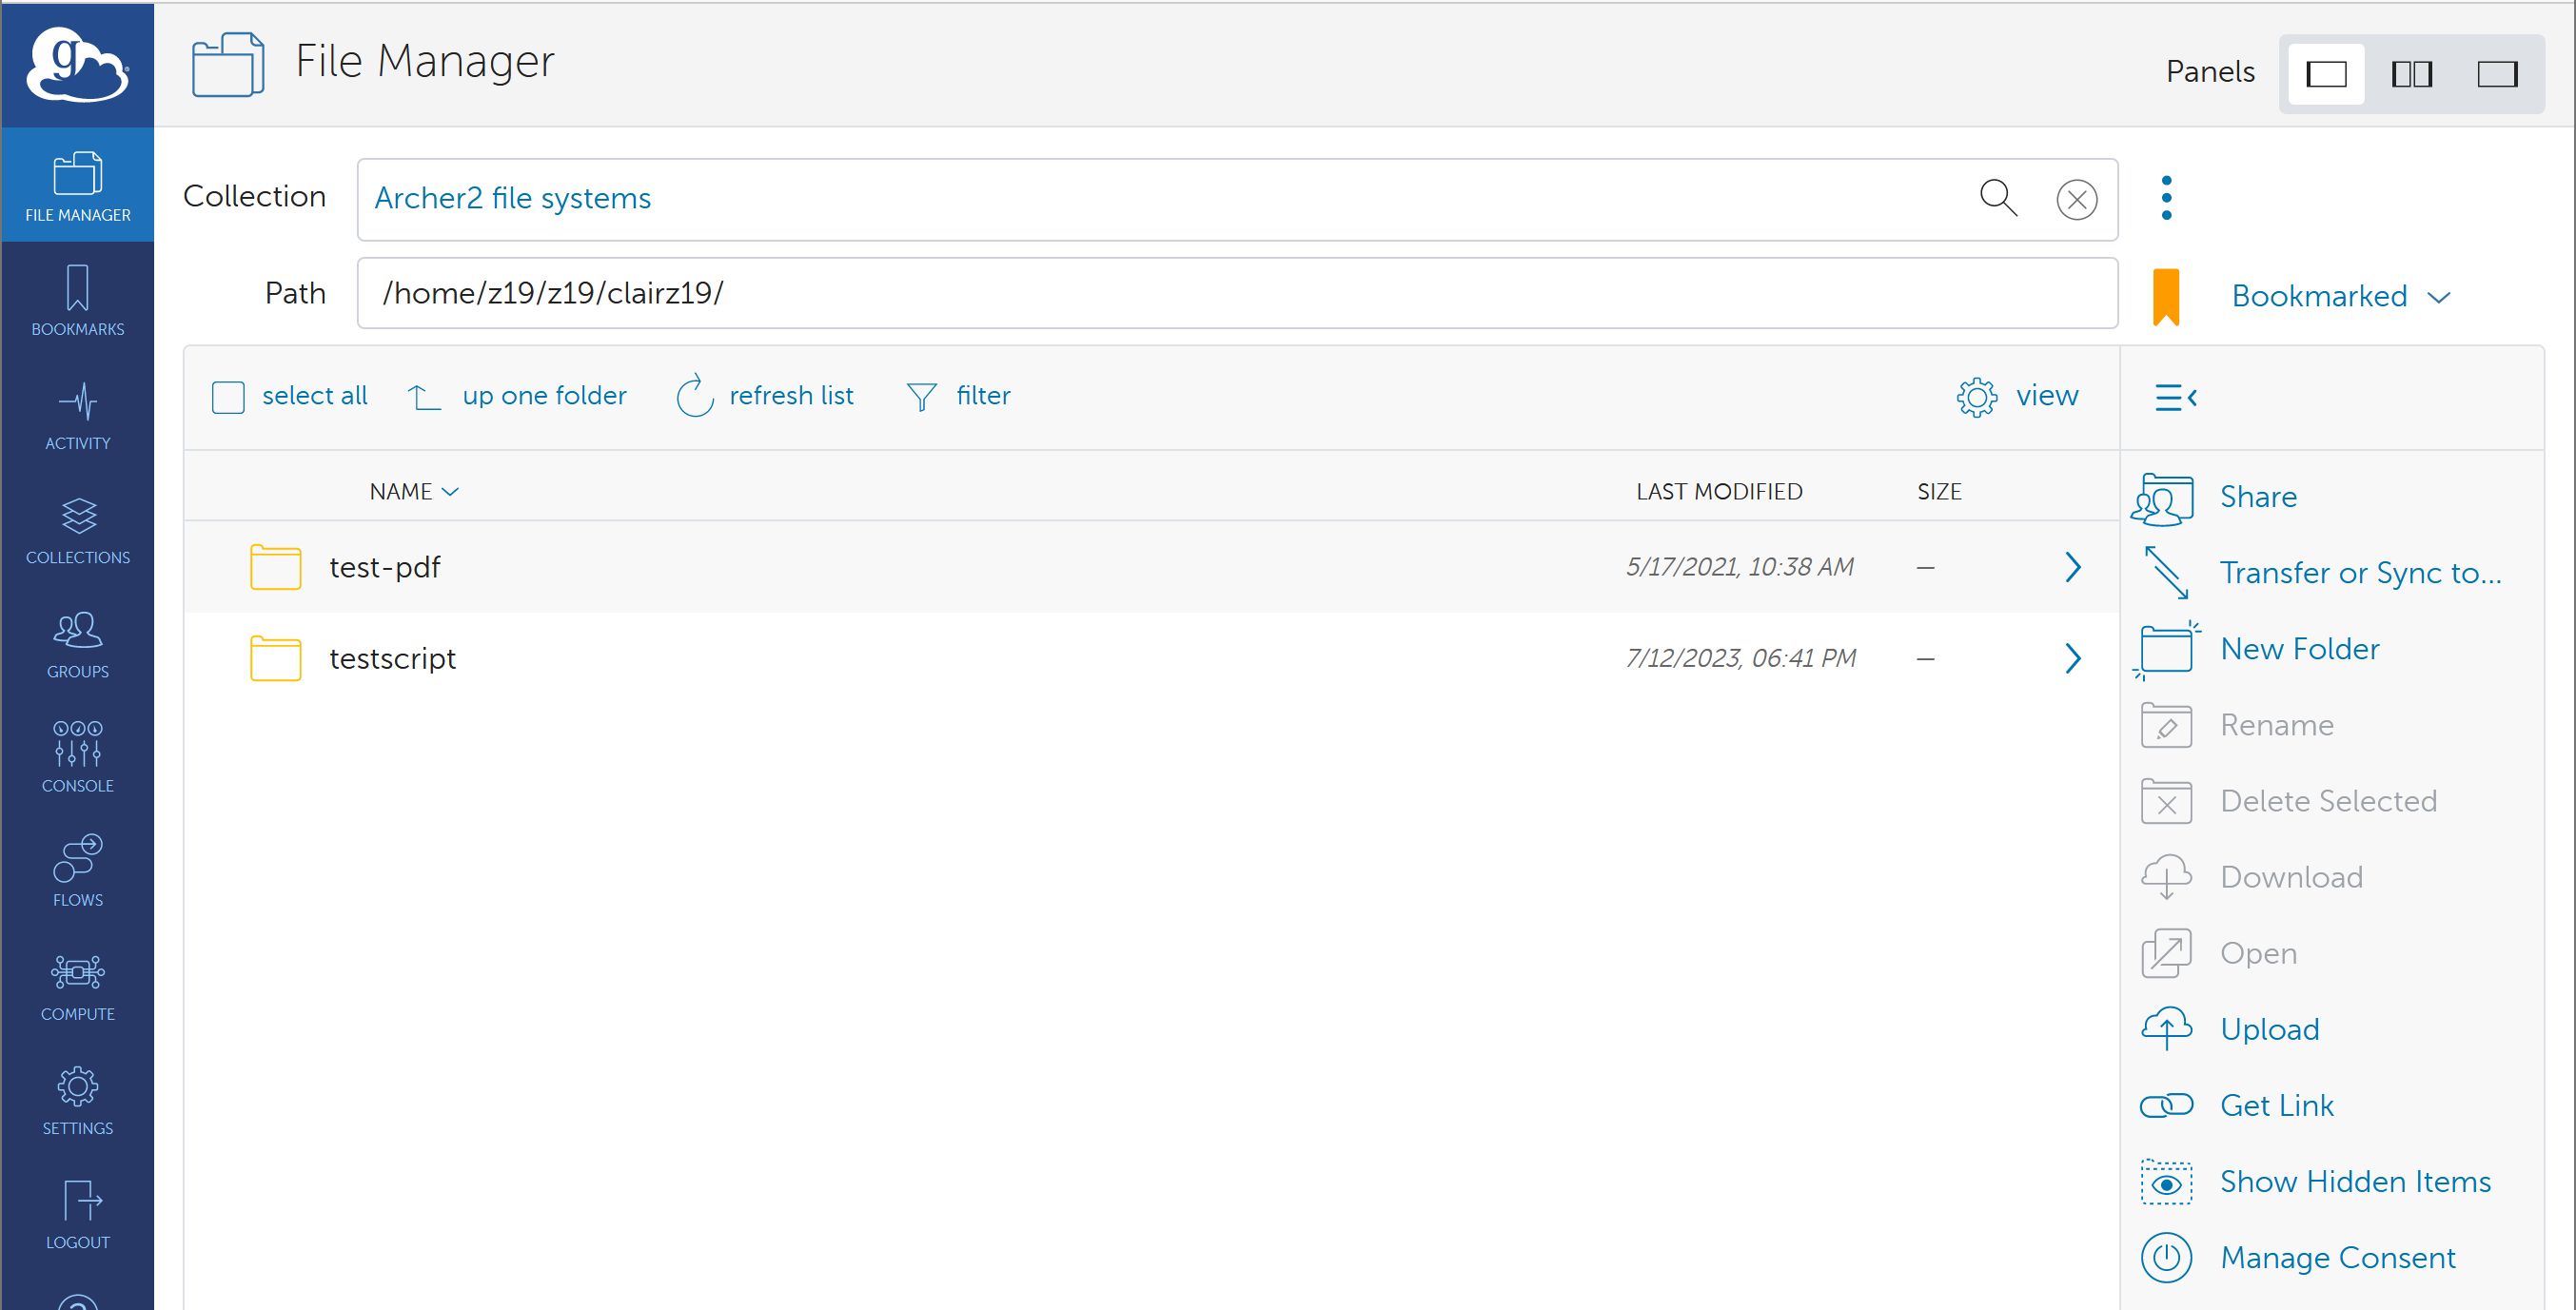 g
File Manager
Panels
FILE MANAGER
BOOKMARKS
ACTIVITY
COLLECTIONS
GROUPS
CONSOLE
FLOWS
COMPUTE
SETTINGS
LOGOUT
Collection
Archer2 file systems
Path
/home/z19/z19/clairz19/
Bookmarked
select all
up one folder
refresh list
filter
view
NAME LAST MODIFIED SIZE
test-pdf 5/17/2021, 10:38 AM –
testscript 7/12/2023, 06:41 PM –
Share
Transfer or Sync to...
New Folder
Rename
Delete Selected
Download
Open
Upload
Get Link
Show Hidden Items
Manage Consent